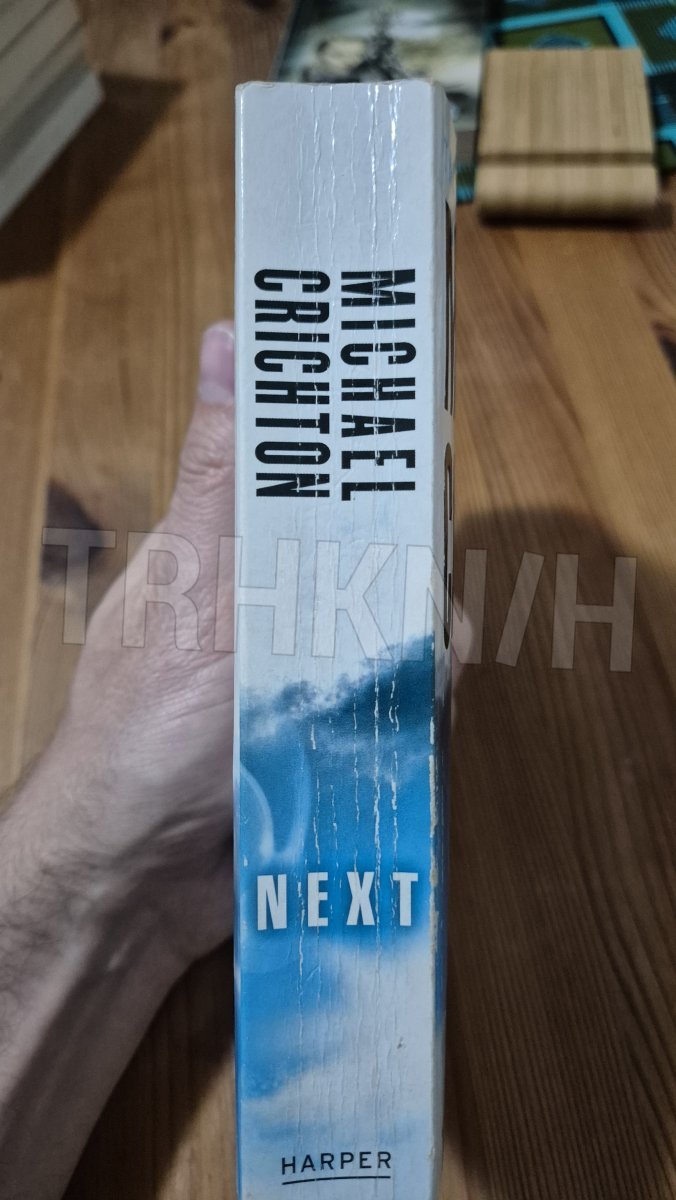 MICHAEL
CRICHTON
TRHKN/H
NEXT
HARPER